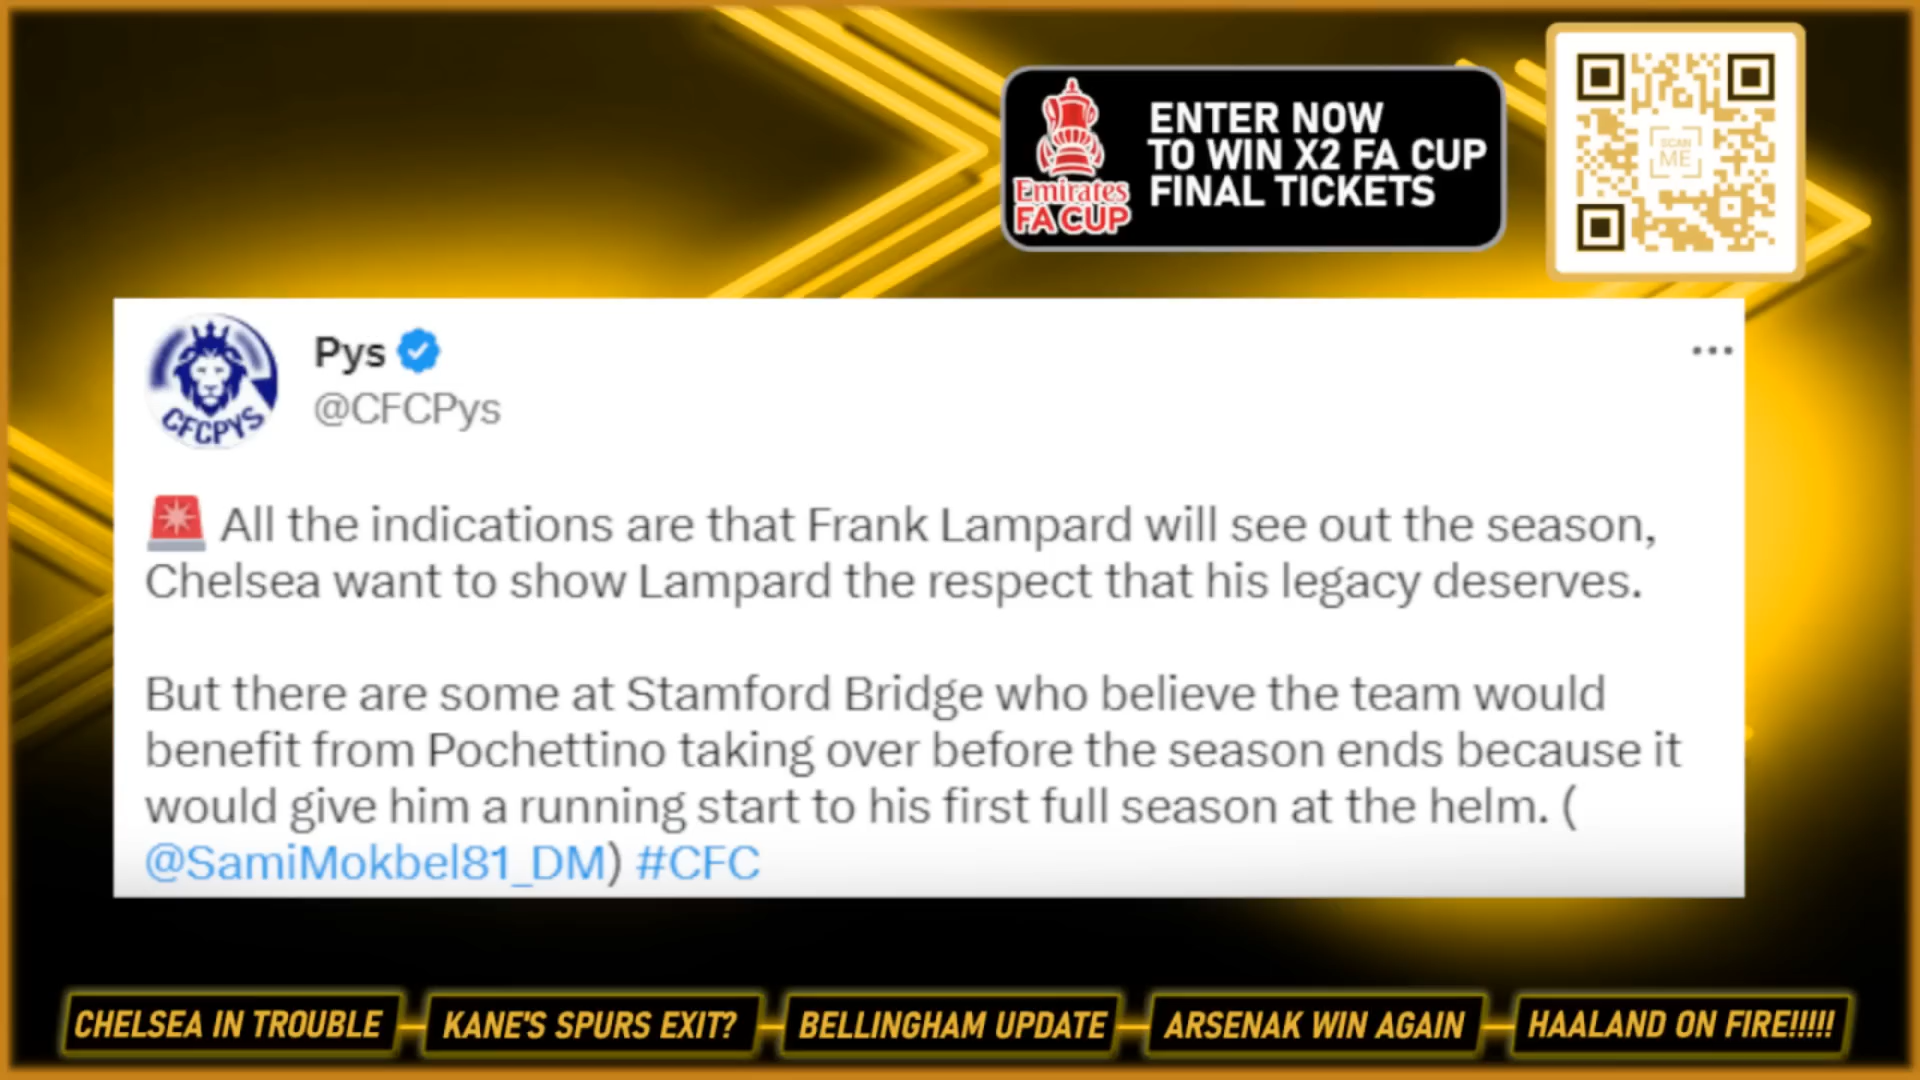 ENTER NOW
TO WIN X2 FA CUP
FINAL TICKETS
Emirates
FA CUP
SCAN
ME
Pys
@CFCPys
CFCPYS
All the indications are that Frank Lampard will see out the season,
Chelsea want to show Lampard the respect that his legacy deserves.
But there are some at Stamford Bridge who believe the team would
benefit from Pochettino taking over before the season ends because it
would give him a running start to his first full season at the helm. (
@SamiMokbel81_DM) #CFC
CHELSEA IN TROUBLE
KANE'S SPURS EXIT?
BELLINGHAM UPDATE
ARSENAK WIN AGAIN
HAALAND ON FIRE!!!!!